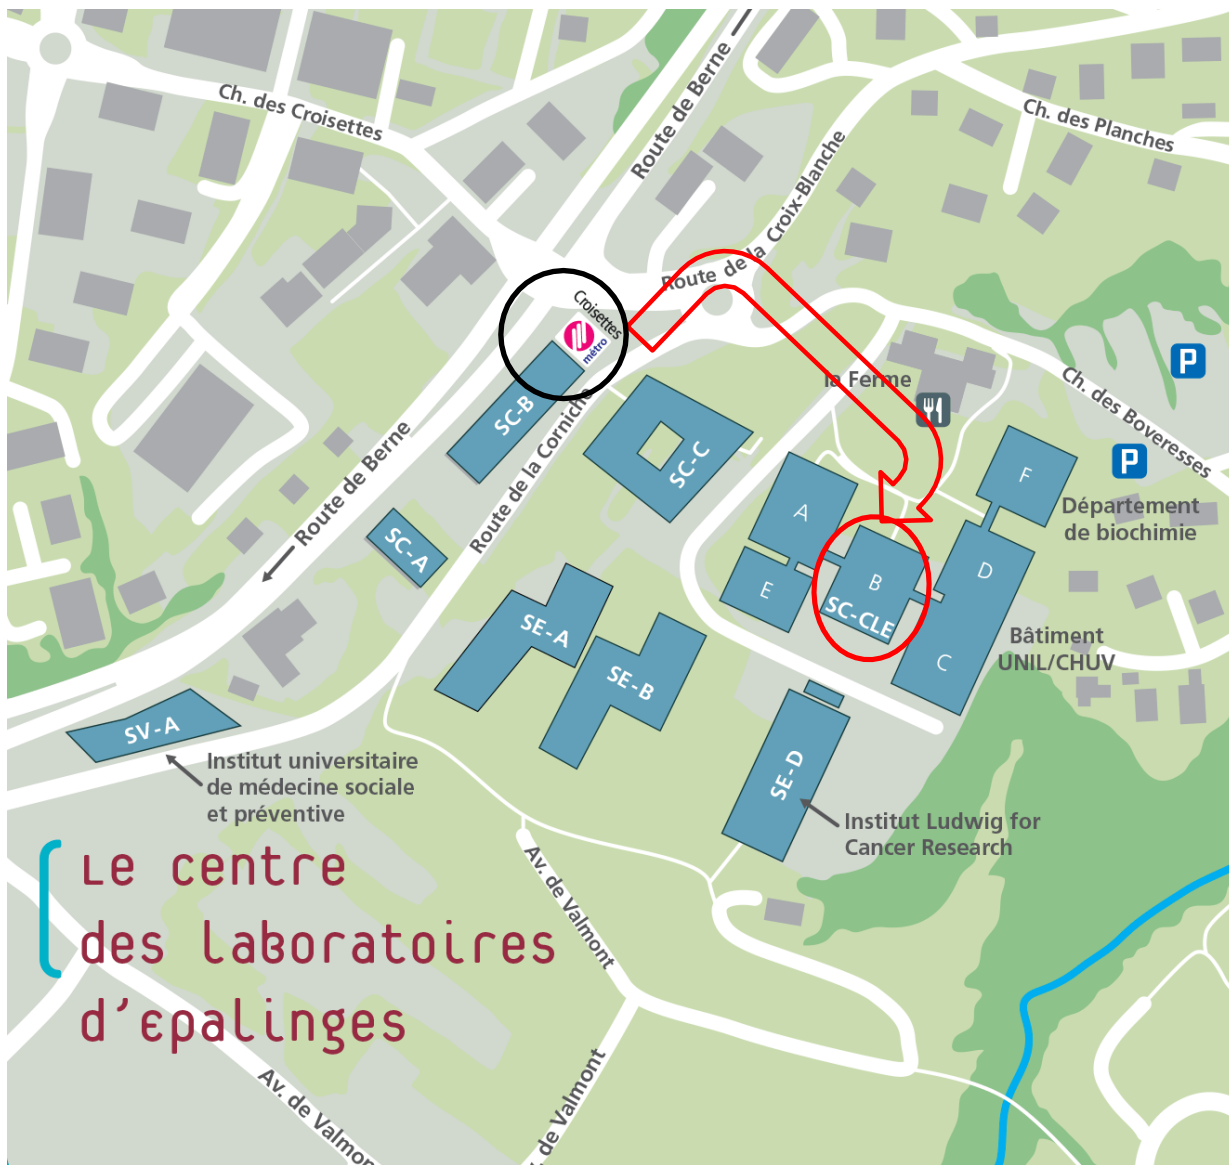 Ch. des Croisettes
Route de Berne
Ch. des Planches
Route de la Croix-Blanche
Croisettes
métro
la Ferme
P
Ch. des Boveresses
P
SC-B
Route de la Corniche
SC-C
Route de Berne
SC-A
A
F
Département
de biochimie
E
B
SC-CLE
D
C
Bâtiment
UNIL/CHUV
SE-A
SE-B
SV-A
Institut universitaire
de médecine sociale
et préventive
SE-D
Institut Ludwig for
Cancer Research
Le centre
des laboratoires
d'epalinges
Av. de Valmont
Av. de Valmont
. de Valmont